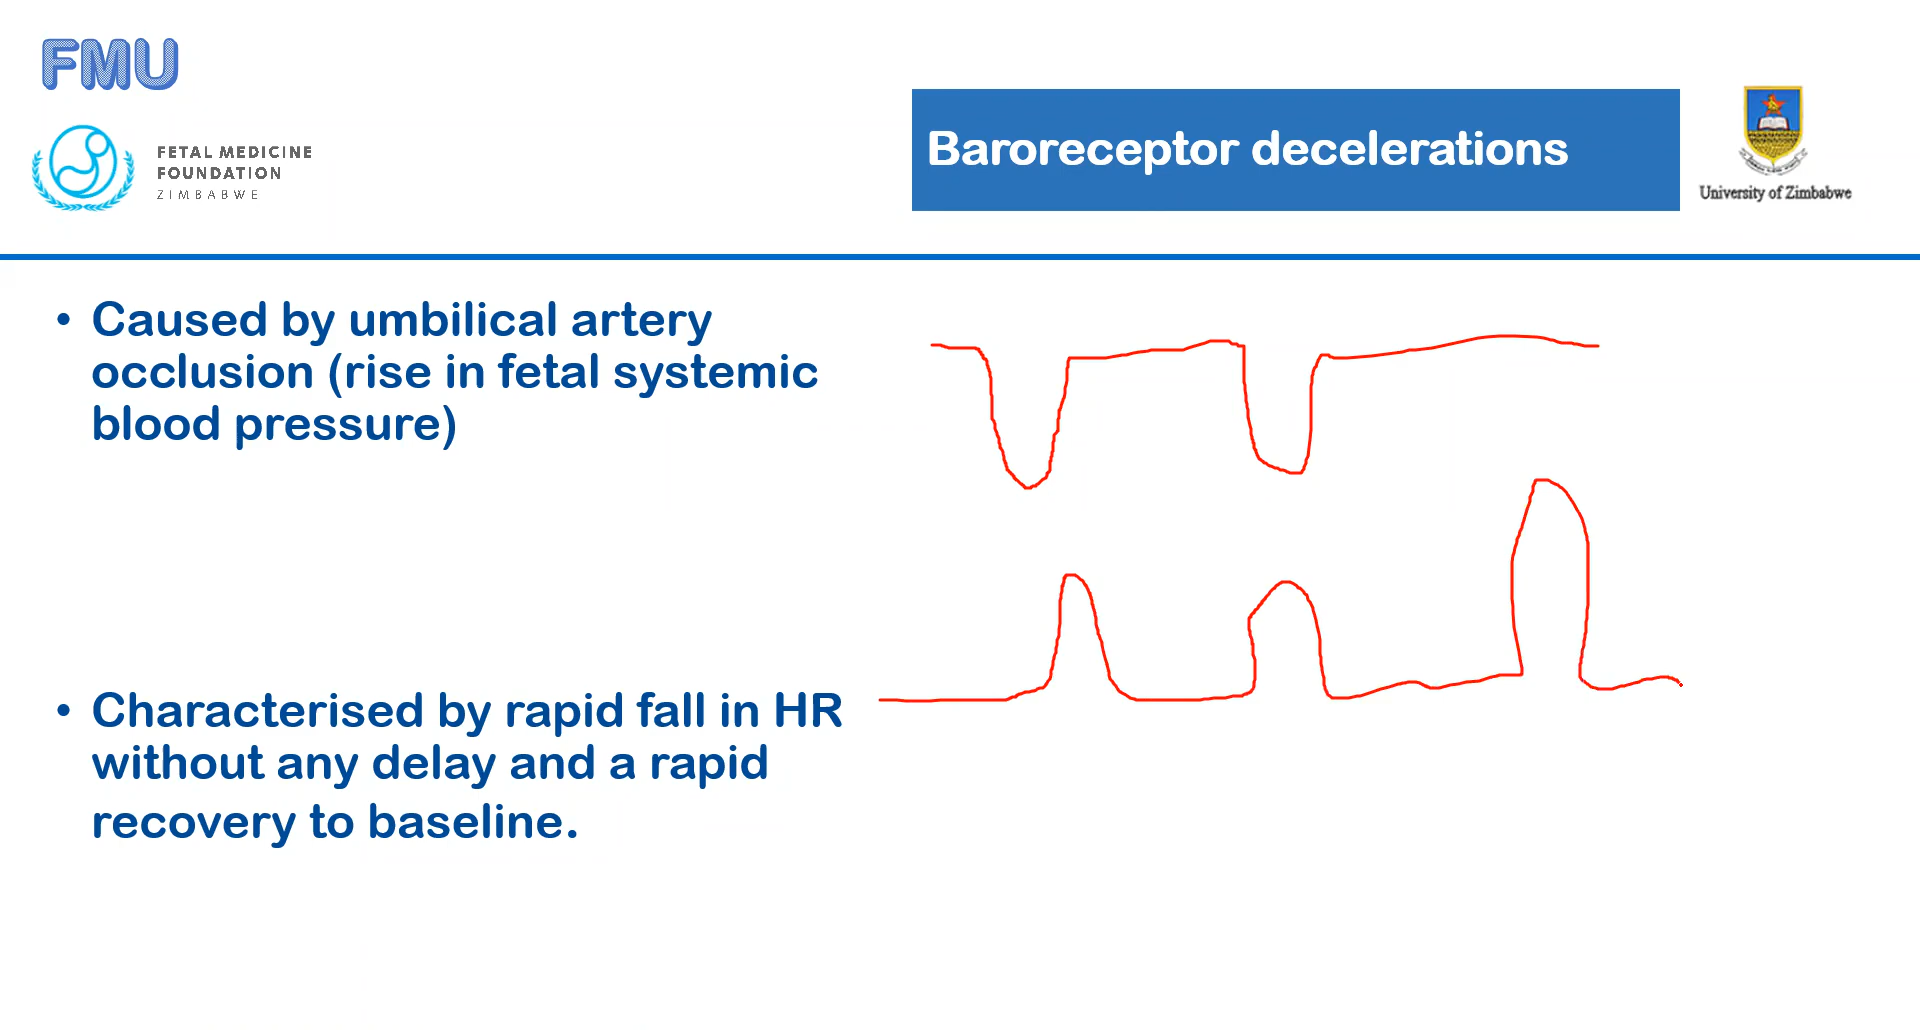 FMU
FETAL MEDICINE
FOUNDATION
ZIMBABWE
Baroreceptor decelerations
University of Zimbabwe
• Caused by umbilical artery
occlusion (rise in fetal systemic
blood pressure)
• Characterised by rapid fall in HR
without any delay and a rapid
recovery to baseline.